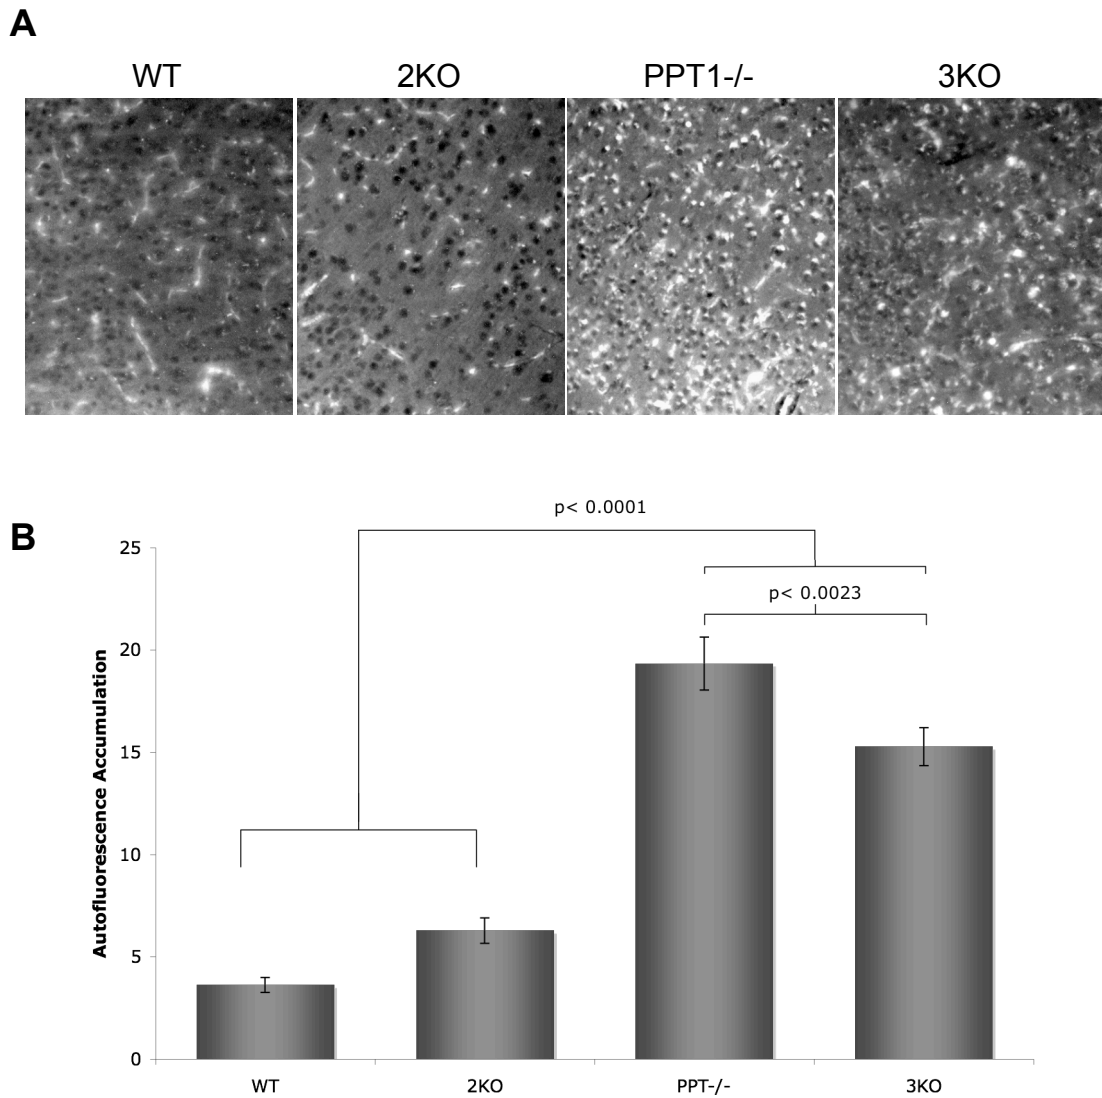 A
WT 2KO PPT1-/- 3KO
B
p< 0.0001
p< 0.0023
25
20
15
10
5
0
Autofluorescence Accumulation
WT 2KO PPT-/- 3KO